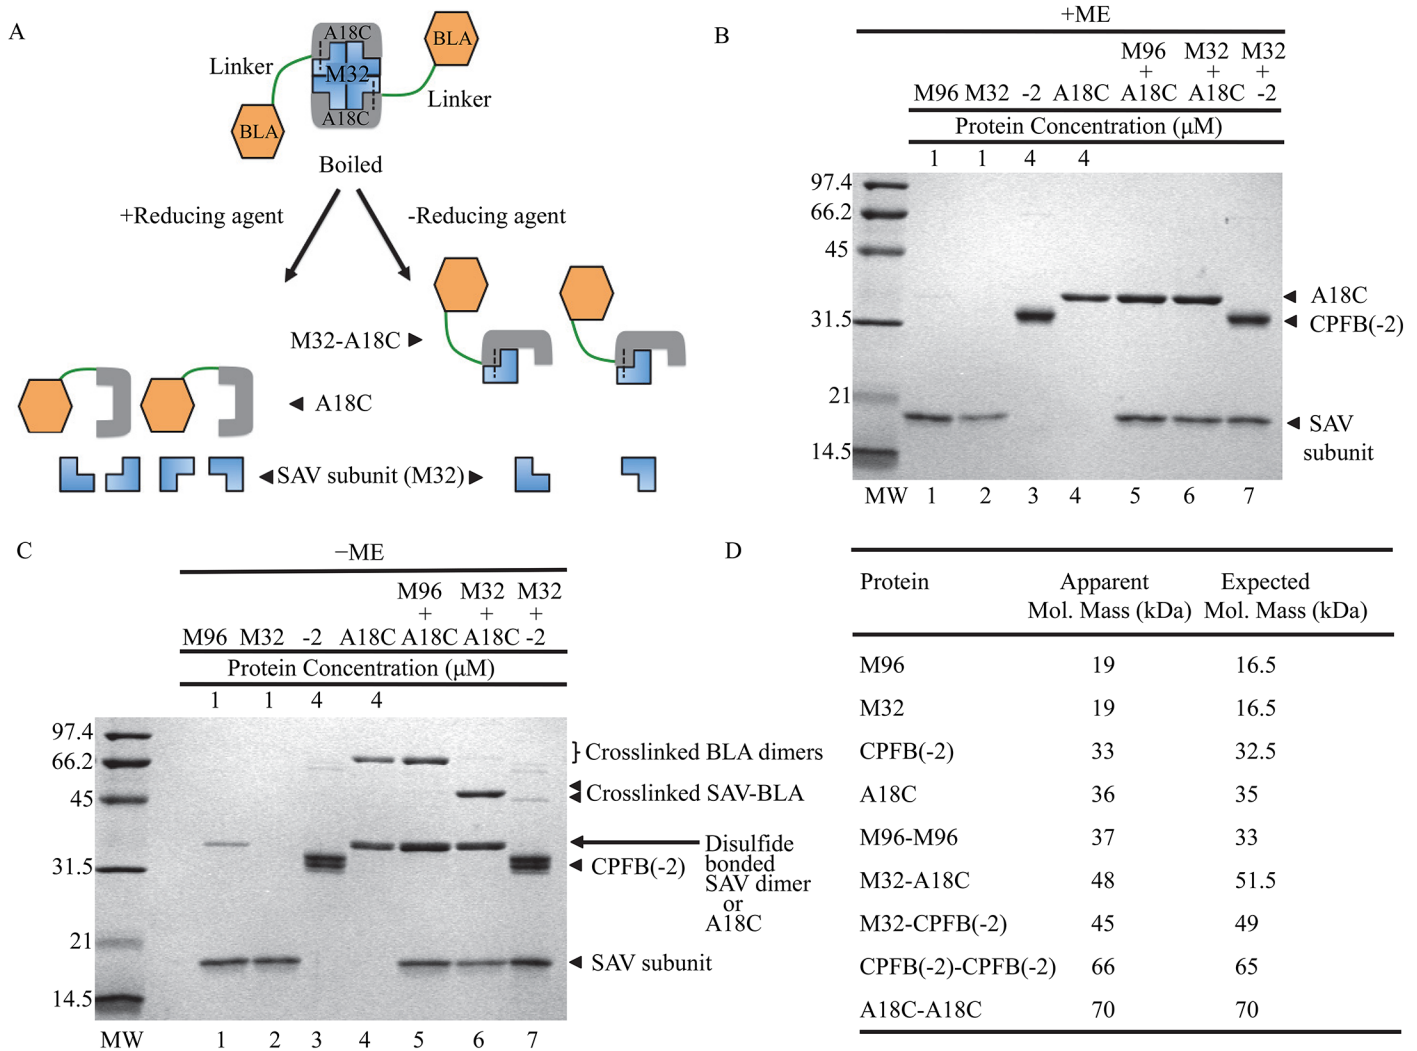 A
A18C
BLA
Linker
M32
Linker
BLA
A18C
Boiled
+Reducing agent
-Reducing agent
M32-A18C
A18C
SAV subunit (M32)
B
+ME
M96 M32 M32
+ + +
M96 M32 -2 A18C A18C A18C -2
Protein Concentration (μM)
1 1 4 4
97.4
66.2
45
31.5
21
14.5
A18C
CPFB(-2)
SAV
subunit
MW 1 2 3 4 5 6 7
C
−ME
M96 M32 M32
+ + +
M96 M32 -2 A18C A18C A18C -2
Protein Concentration (μM)
1 1 4 4
97.4
66.2
45
31.5
21
14.5
Crosslinked BLA dimers
Crosslinked SAV-BLA
Disulfide
bonded
SAV dimer
or
A18C
CPFB(-2)
SAV subunit
MW 1 2 3 4 5 6 7
D
Protein Apparent Expected
Mol. Mass (kDa) Mol. Mass (kDa)
M96 19 16.5
M32 19 16.5
CPFB(-2) 33 32.5
A18C 36 35
M96-M96 37 33
M32-A18C 48 51.5
M32-CPFB(-2) 45 49
CPFB(-2)-CPFB(-2) 66 65
A18C-A18C 70 70